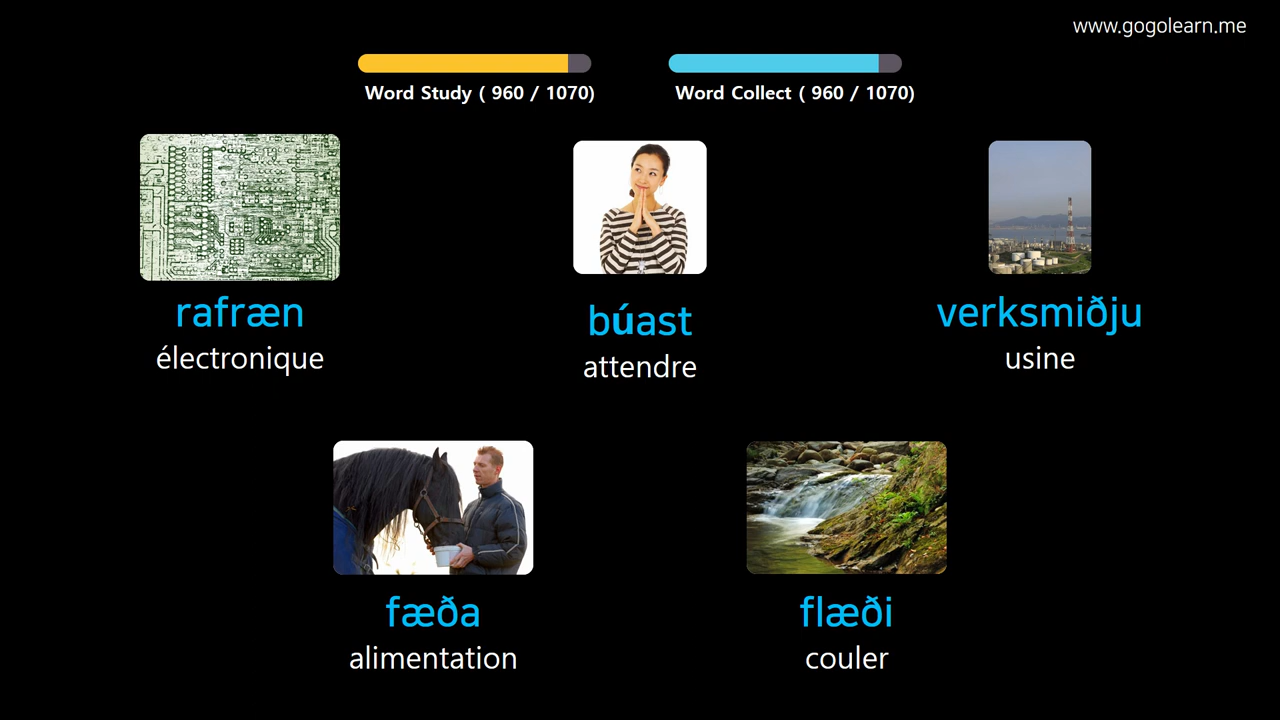 www.gogolearn.me
Word Study ( 960 / 1070)
Word Collect ( 960 / 1070)
rafræn
électronique
búast
attendre
verksmiðju
usine
fæða
alimentation
flæði
couler